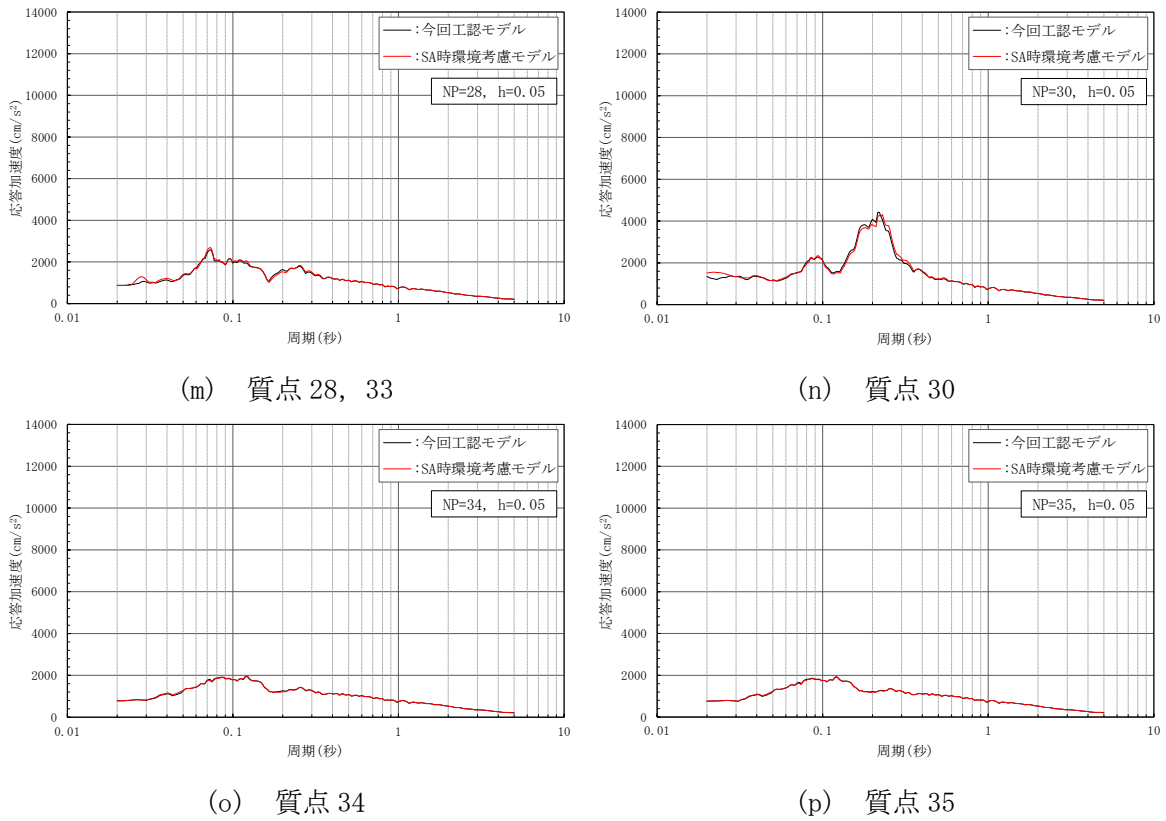 14000
12000
10000
8000
6000
4000
2000
0
応答加速度(cm/s²)
—:今回工認モデル
—:SA時環境考慮モデル
NP=28, h=0.05
0.01 0.1 1 10
周期(秒)
(m) 質点 28, 33
14000
12000
10000
8000
6000
4000
2000
0
応答加速度(cm/s²)
—:今回工認モデル
—:SA時環境考慮モデル
NP=30, h=0.05
0.01 0.1 1 10
周期(秒)
(n) 質点 30
14000
12000
10000
8000
6000
4000
2000
0
応答加速度(cm/s²)
—:今回工認モデル
—:SA時環境考慮モデル
NP=34, h=0.05
0.01 0.1 1 10
周期(秒)
(o) 質点 34
14000
12000
10000
8000
6000
4000
2000
0
応答加速度(cm/s²)
—:今回工認モデル
—:SA時環境考慮モデル
NP=35, h=0.05
0.01 0.1 1 10
周期(秒)
(p) 質点 35